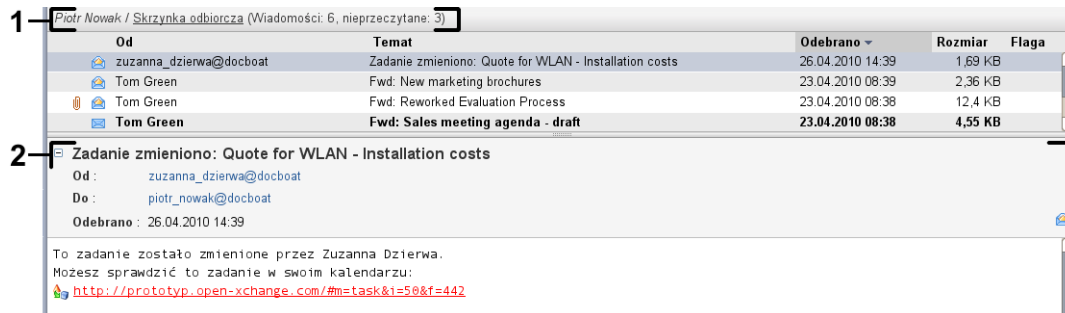 1 Piotr Nowak / Skrzynka odbiorcza (Wiadomości: 6, nieprzeczytane: 3)
Od Temat Odebrano Rozmiar Flaga
zuzanna_dzierwa@docboat Zadanie zmieniono: Quote for WLAN - Installation costs 26.04.2010 14:39 1,69 KB
Tom Green Fwd: New marketing brochures 23.04.2010 08:39 2,36 KB
Tom Green Fwd: Reworked Evaluation Process 23.04.2010 08:38 12,4 KB
Tom Green Fwd: Sales meeting agenda - draft 23.04.2010 08:38 4,55 KB
2 Zadanie zmieniono: Quote for WLAN - Installation costs
Od : zuzanna_dzierwa@docboat
Do : piotr_nowak@docboat
Odebrano : 26.04.2010 14:39
To zadanie zostało zmienione przez Zuzanna Dzierwa.
Możesz sprawdzić to zadanie w swoim kalendarzu:
http://prototyp.open-xchange.com/#m=task&i=50&f=442